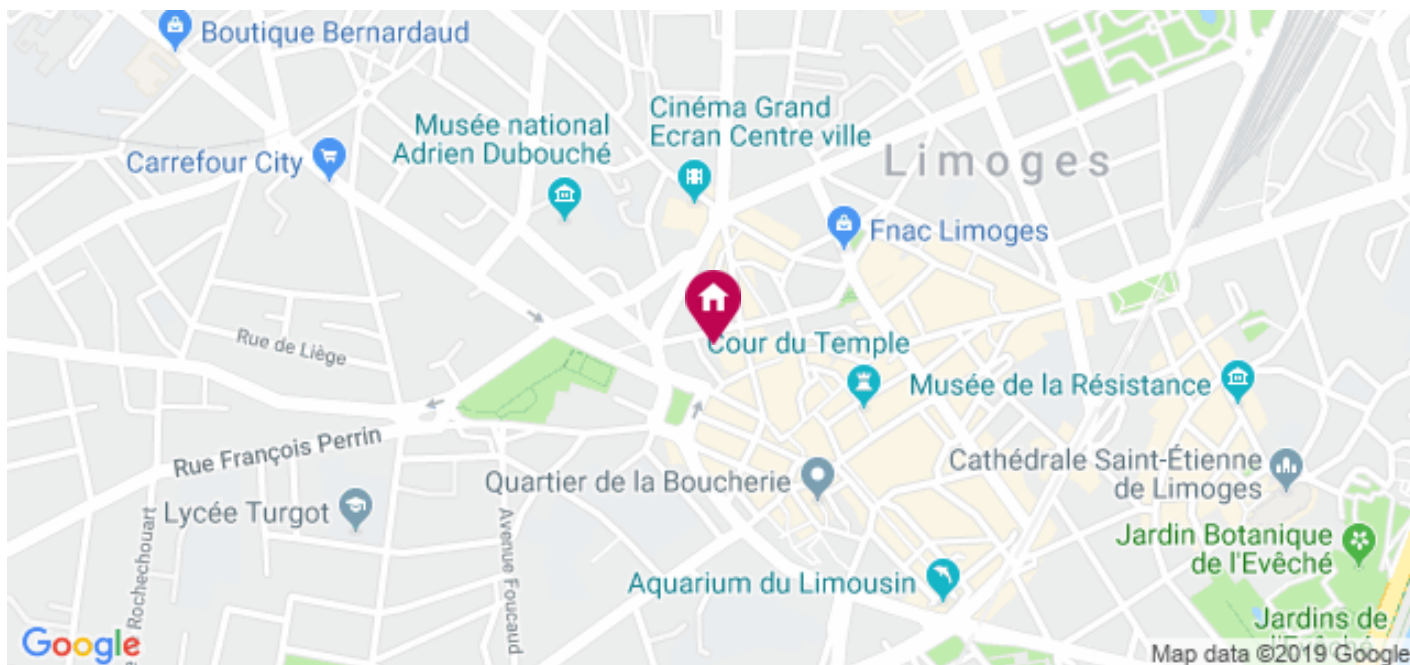 Boutique Bernardaud
Cinéma Grand
Ecran Centre ville
Musée national
Adrien Dubouché
Carrefour City
Limoges
Fnac Limoges
Rue de Liège
Cour du Temple
Musée de la Résistance
Rue François Perrin
Cathédrale Saint-Étienne
de Limoges
Quartier de la Boucherie
Lycée Turgot
Rochechouart
Avenue Foucaud
Jardin Botanique
de l'Evêché
Aquarium du Limousin
Jardins de
l'Evêché
Google
Map data ©2019 Google